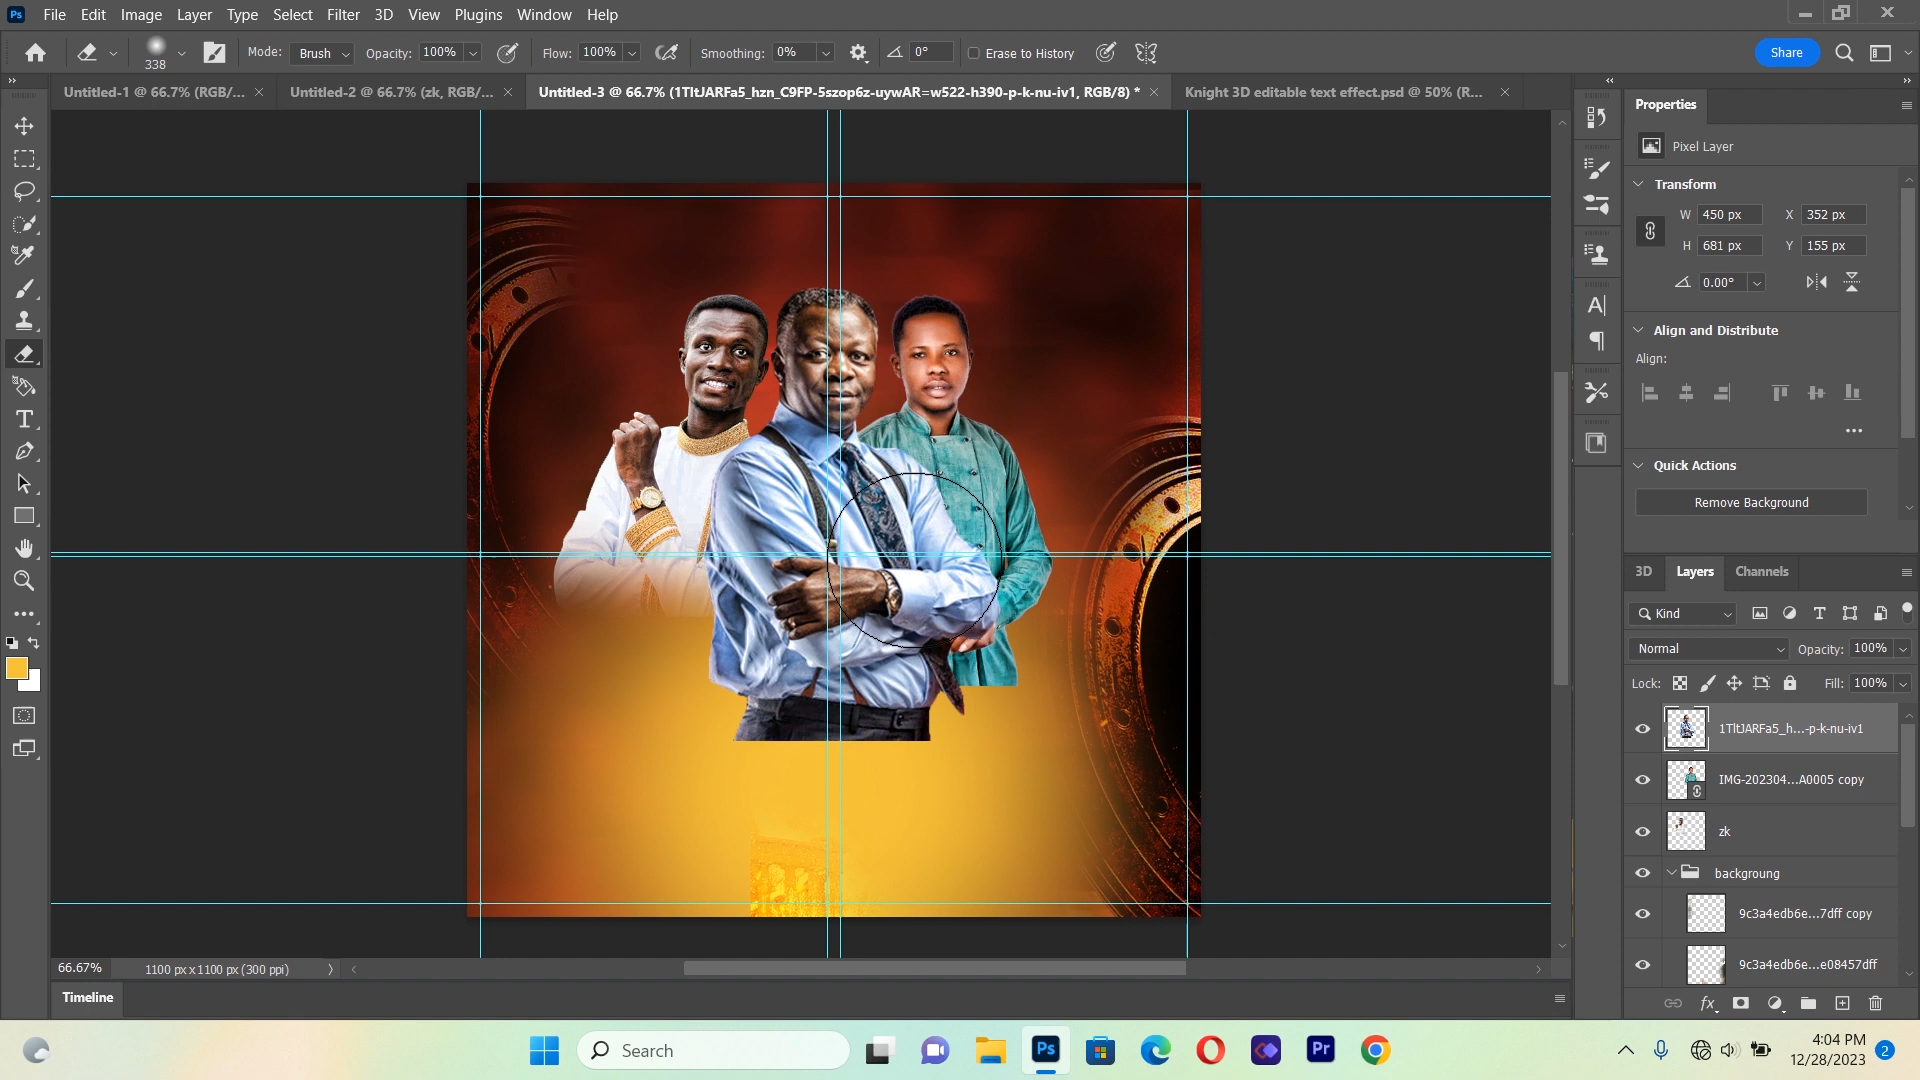 Ps File Edit Image Layer Type Select Filter 3D View Plugins Window Help
338 Mode: Brush Opacity: 100% Flow: 100% Smoothing: 0% 0° Erase to History Share
Untitled-1 @ 66.7% (RGB/... Untitled-2 @ 66.7% (zk, RGB/... Untitled-3 @ 66.7% (1TltJARFa5_hzn_C9FP-5szop6z-uywAR=w522-h390-p-k-nu-iv1, RGB/8) * Knight 3D editable text effect.psd @ 50% (R...
Properties
Pixel Layer
Transform
W 450 px X 352 px
H 681 px Y 155 px
0.00°
Align and Distribute
Align:
Quick Actions
Remove Background
3D Layers Channels
Kind
Normal Opacity: 100%
Lock: Fill: 100%
1TltJARFa5_h...-p-k-nu-iv1
IMG-202304...A0005 copy
zk
backgroung
9c3a4edb6e...7dff copy
9c3a4edb6e...e08457dff
66.67% 1100 px x 1100 px (300 ppi)
Timeline
Search Ps Pr
4:04 PM
12/28/2023 2